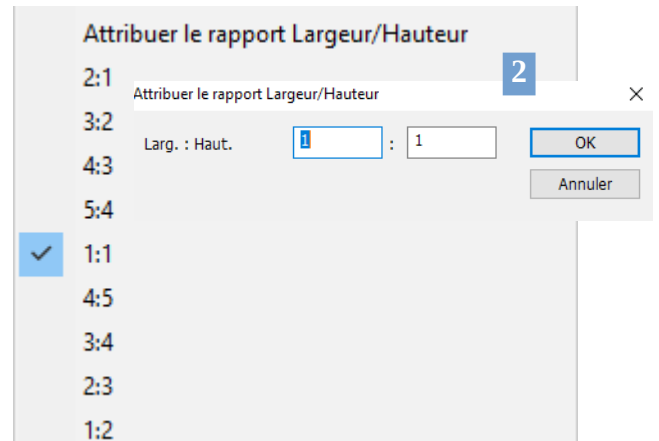 Attribuer le rapport Largeur/Hauteur
2:1
2
Attribuer le rapport Largeur/Hauteur
3:2
Larg. : Haut. 1 : 1 OK
4:3
Annuler
5:4
1:1
4:5
3:4
2:3
1:2